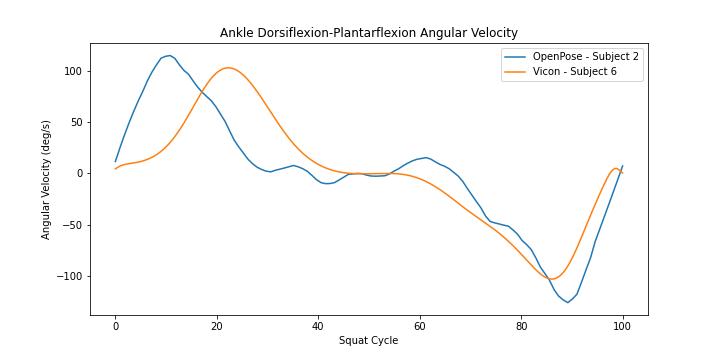 Ankle Dorsiflexion-Plantarflexion Angular Velocity
OpenPose - Subject 2
Vicon - Subject 6
Angular Velocity (deg/s)
100
50
0
−50
−100
0 20 40 60 80 100
Squat Cycle